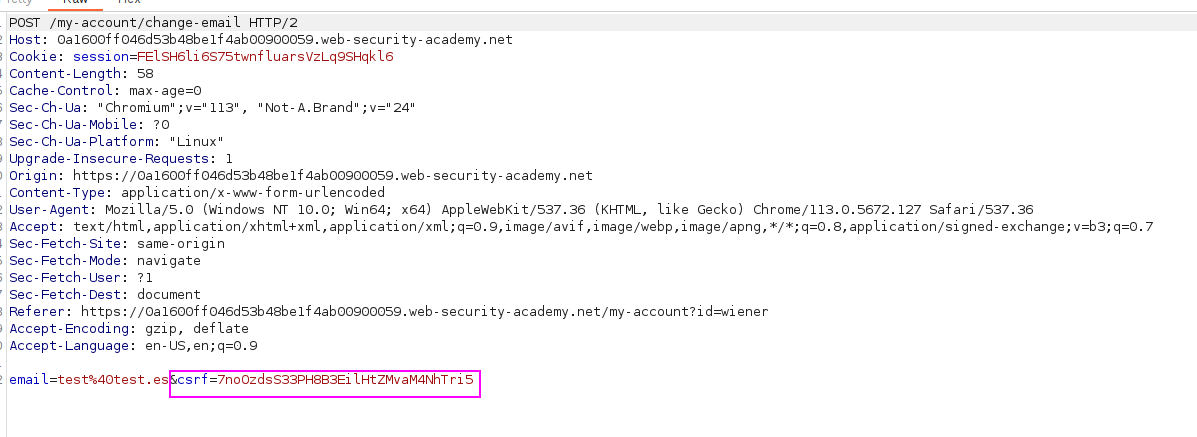 Raw
Hex
POST /my-account/change-email HTTP/2
Host: 0a1600ff046d53b48be1f4ab00900059.web-security-academy.net
Cookie: session=FElSH6li6S75twnfluarsVzLq9SHqkl6
Content-Length: 58
Cache-Control: max-age=0
Sec-Ch-Ua: "Chromium";v="113", "Not-A.Brand";v="24"
Sec-Ch-Ua-Mobile: ?0
Sec-Ch-Ua-Platform: "Linux"
Upgrade-Insecure-Requests: 1
Origin: https://0a1600ff046d53b48be1f4ab00900059.web-security-academy.net
Content-Type: application/x-www-form-urlencoded
User-Agent: Mozilla/5.0 (Windows NT 10.0; Win64; x64) AppleWebKit/537.36 (KHTML, like Gecko) Chrome/113.0.5672.127 Safari/537.36
Accept: text/html,application/xhtml+xml,application/xml;q=0.9,image/avif,image/webp,image/apng,*/*;q=0.8,application/signed-exchange;v=b3;q=0.7
Sec-Fetch-Site: same-origin
Sec-Fetch-Mode: navigate
Sec-Fetch-User: ?1
Sec-Fetch-Dest: document
Referer: https://0a1600ff046d53b48be1f4ab00900059.web-security-academy.net/my-account?id=wiener
Accept-Encoding: gzip, deflate
Accept-Language: en-US,en;q=0.9
email=test%40test.es&csrf=7noOzdsS33PH8B3EilHtZMvaM4NhTri5